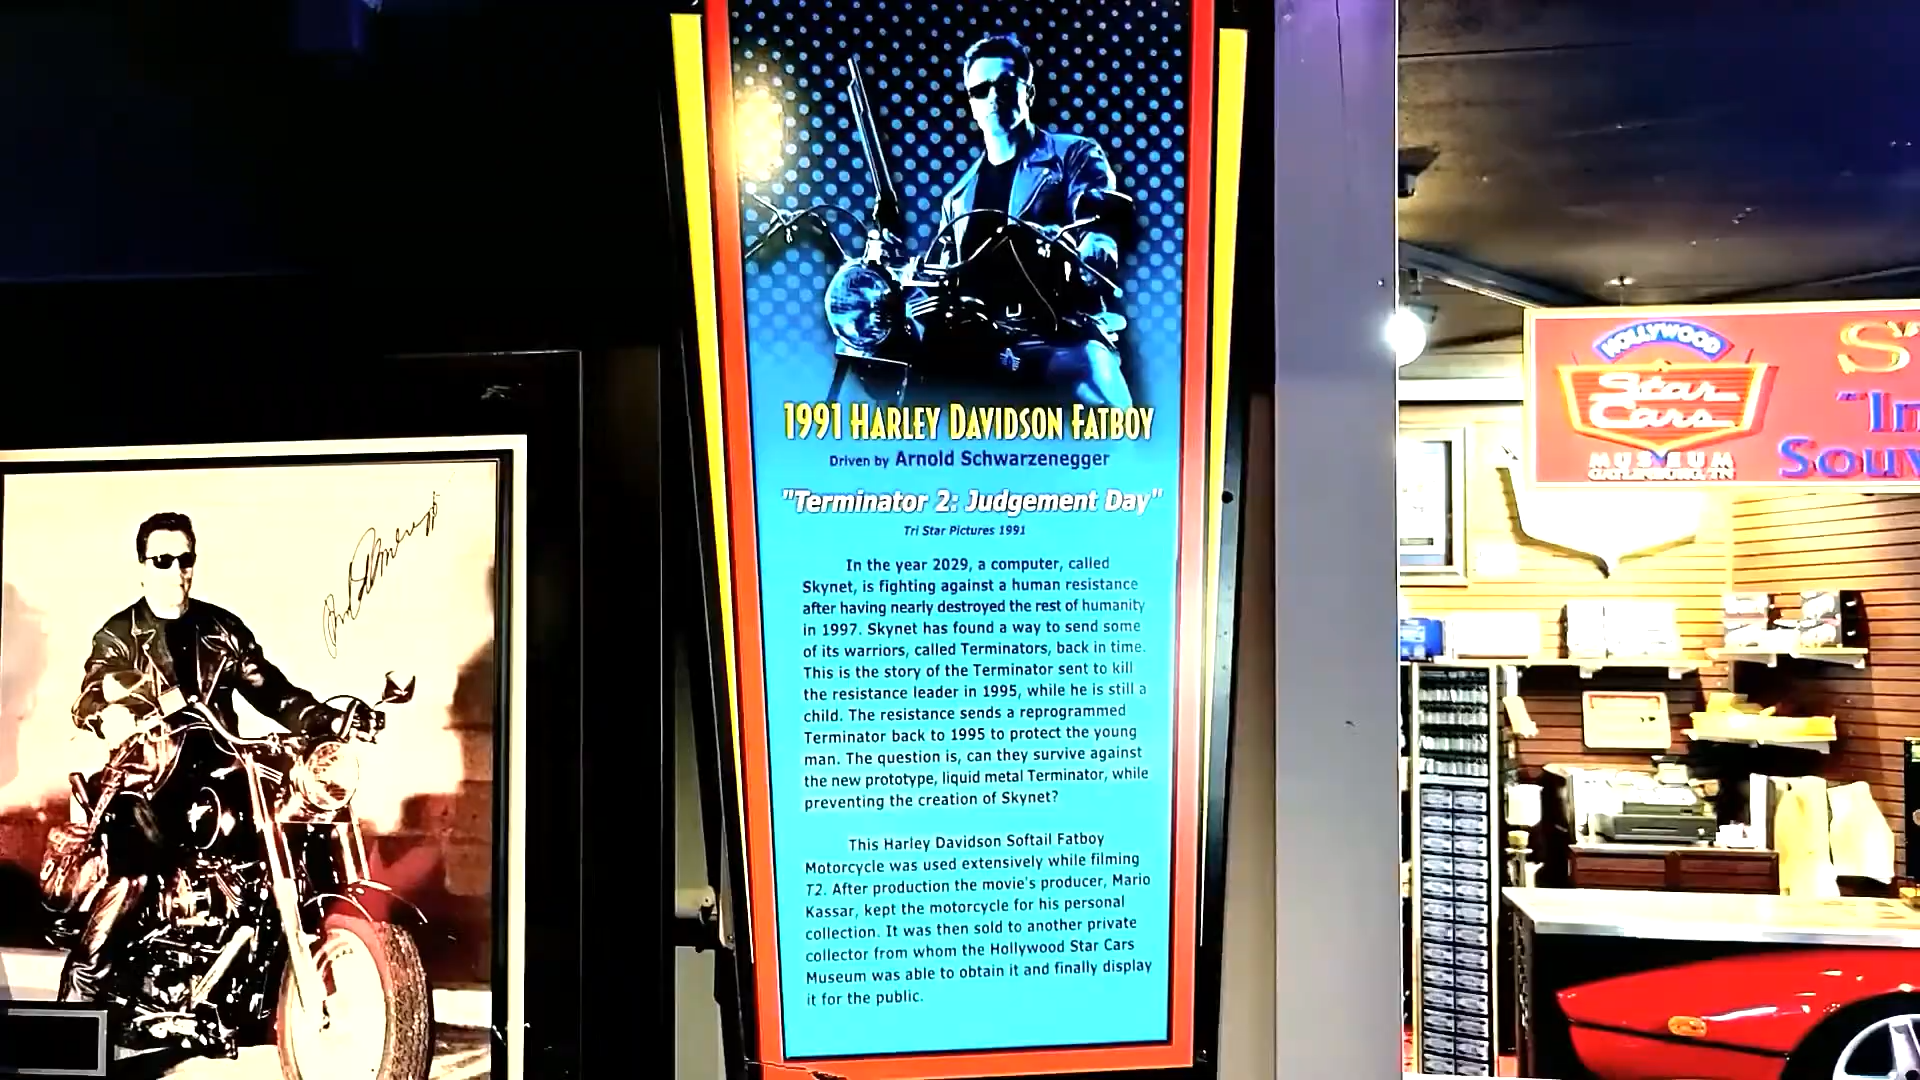 1991 HARLEY DAVIDSON FATBOY
Driven by Arnold Schwarzenegger
"Terminator 2: Judgement Day"
Tri Star Pictures 1991
In the year 2029, a computer, called
Skynet, is fighting against a human resistance
after having nearly destroyed the rest of humanity
in 1997. Skynet has found a way to send some
of its warriors, called Terminators, back in time.
This is the story of the Terminator sent to kill
the resistance leader in 1995, while he is still a
child. The resistance sends a reprogrammed
Terminator back to 1995 to protect the young
man. The question is, can they survive against
the new prototype, liquid metal Terminator, while
preventing the creation of Skynet?
This Harley Davidson Softail Fatboy
Motorcycle was used extensively while filming
T2. After production the movie's producer, Mario
Kassar, kept the motorcycle for his personal
collection. It was then sold to another private
collector from whom the Hollywood Star Cars
Museum was able to obtain it and finally display
it for the public.
HOLLYWOOD
Star
Cars
MUSEUM
GATLINBURG, TN